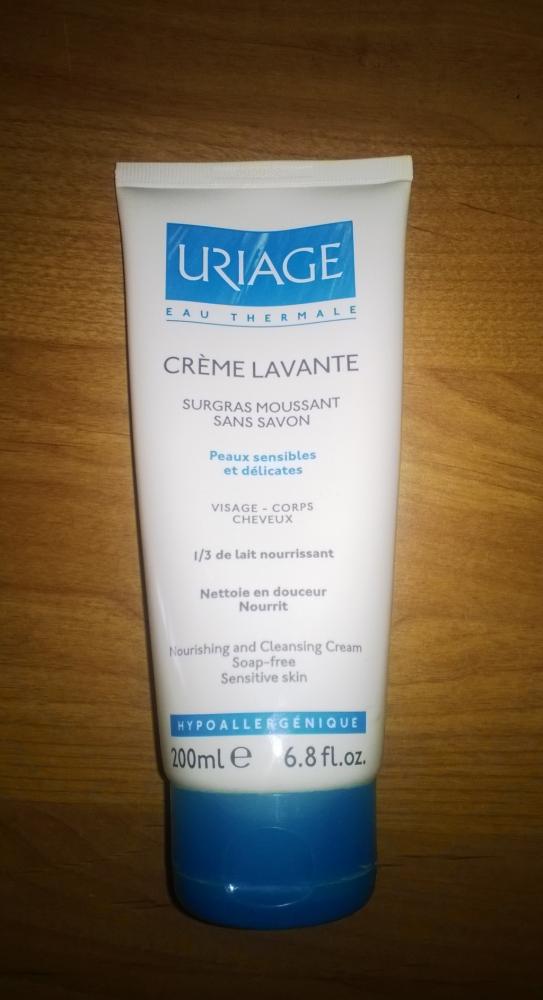 URIAGE
EAU THERMALE
CRÈME LAVANTE
SURGRAS MOUSSANT
SANS SAVON
Peaux sensibles
et délicates
VISAGE - CORPS
CHEVEUX
1/3 de lait nourrissant
Nettoie en douceur
Nourrit
Nourishing and Cleansing Cream
Soap-free
Sensitive skin
HYPOALLERGÉNIQUE
200ml ℮ 6.8 fl.oz.